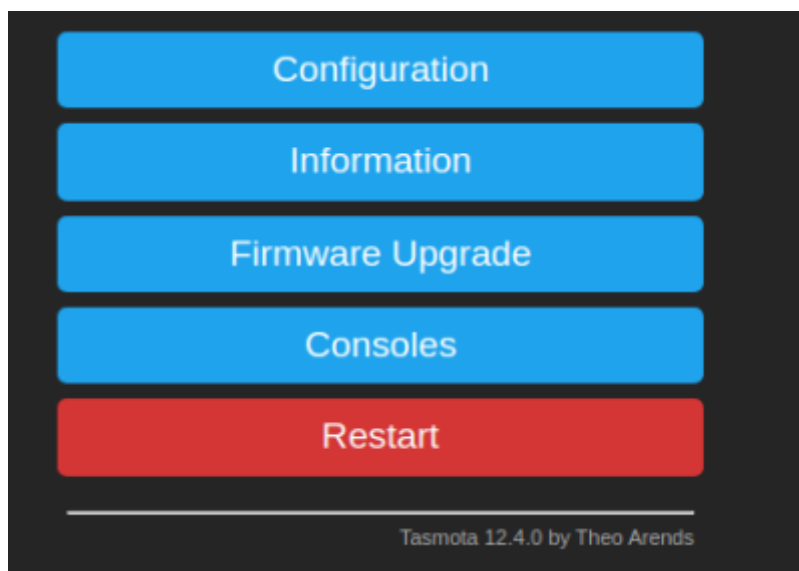 Configuration
Information
Firmware Upgrade
Consoles
Restart
Tasmota 12.4.0 by Theo Arends